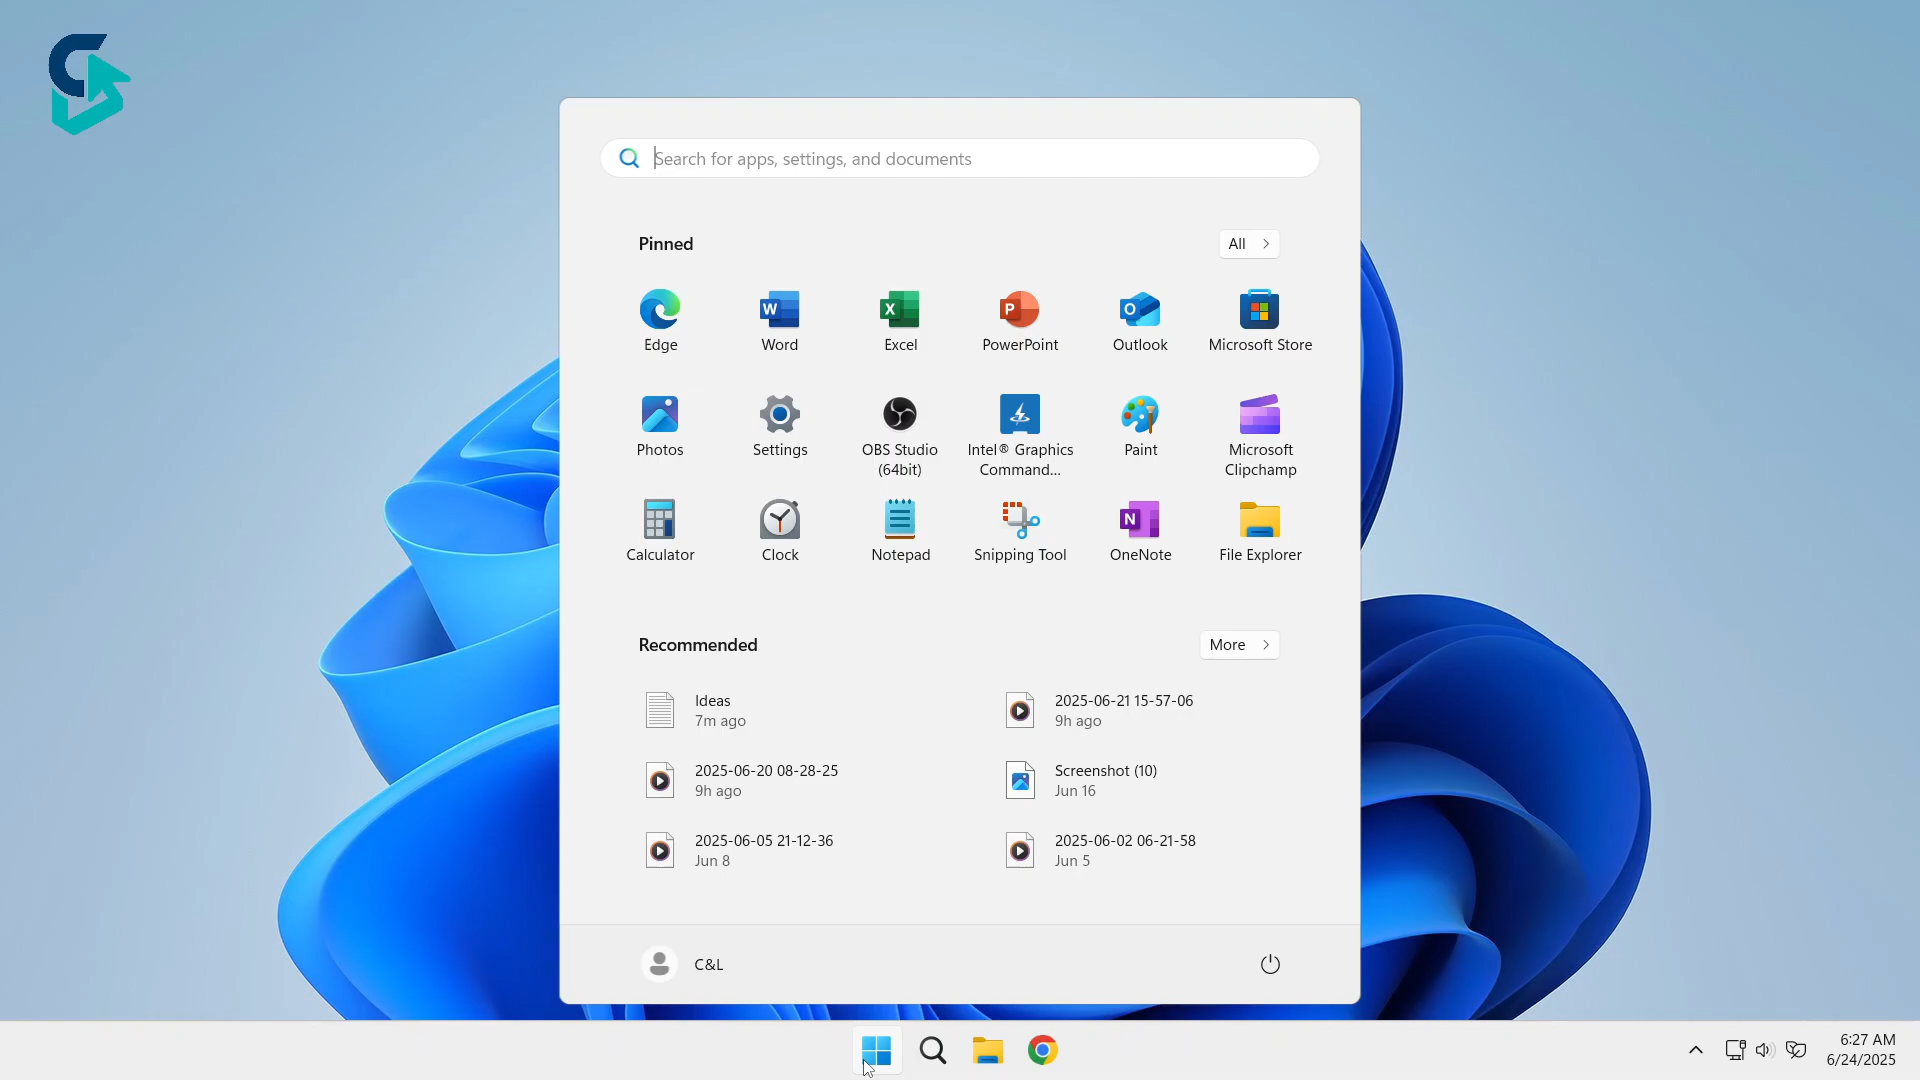 Search for apps, settings, and documents
Pinned
All
Edge
Word
Excel
PowerPoint
Outlook
Microsoft Store
Photos
Settings
OBS Studio
(64bit)
Intel® Graphics
Command...
Paint
Microsoft
Clipchamp
Calculator
Clock
Notepad
Snipping Tool
OneNote
File Explorer
Recommended
More
Ideas
7m ago
2025-06-21 15-57-06
9h ago
2025-06-20 08-28-25
9h ago
Screenshot (10)
Jun 16
2025-06-05 21-12-36
Jun 8
2025-06-02 06-21-58
Jun 5
C&L
6:27 AM
6/24/2025